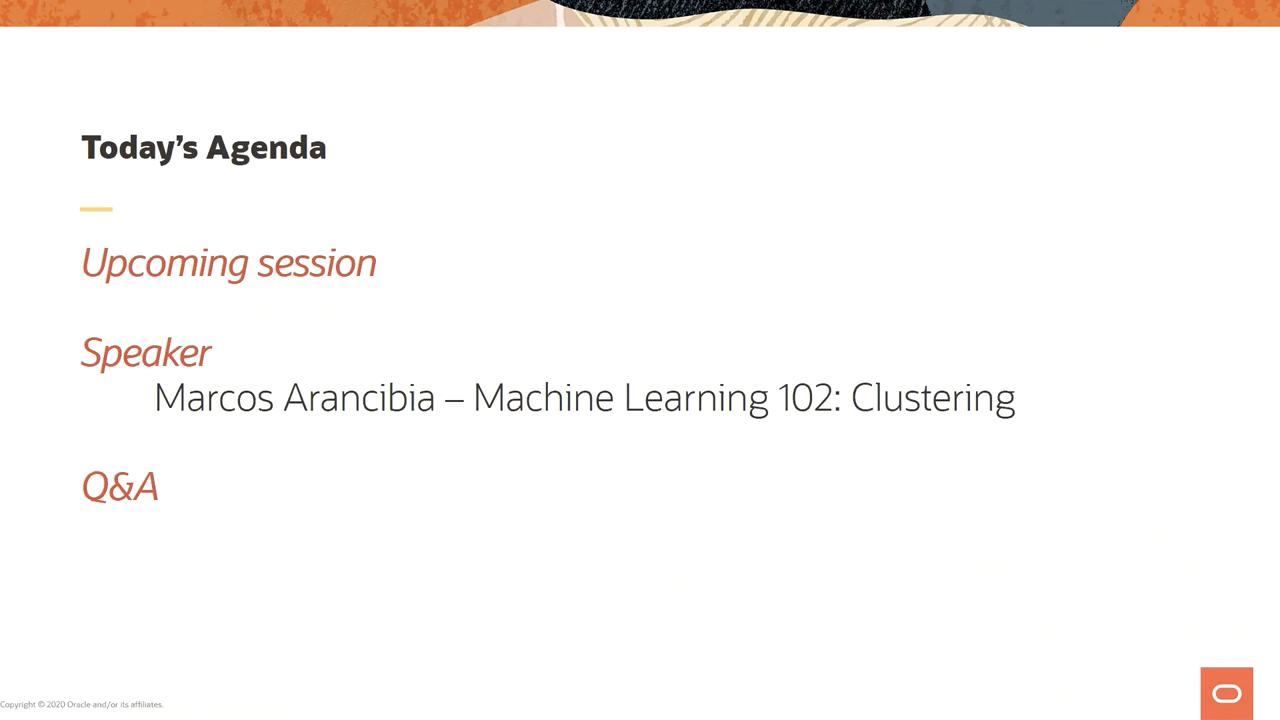 Today’s Agenda
Upcoming session
Speaker
Marcos Arancibia – Machine Learning 102: Clustering
Q&A
Copyright © 2020 Oracle and/or its affiliates.